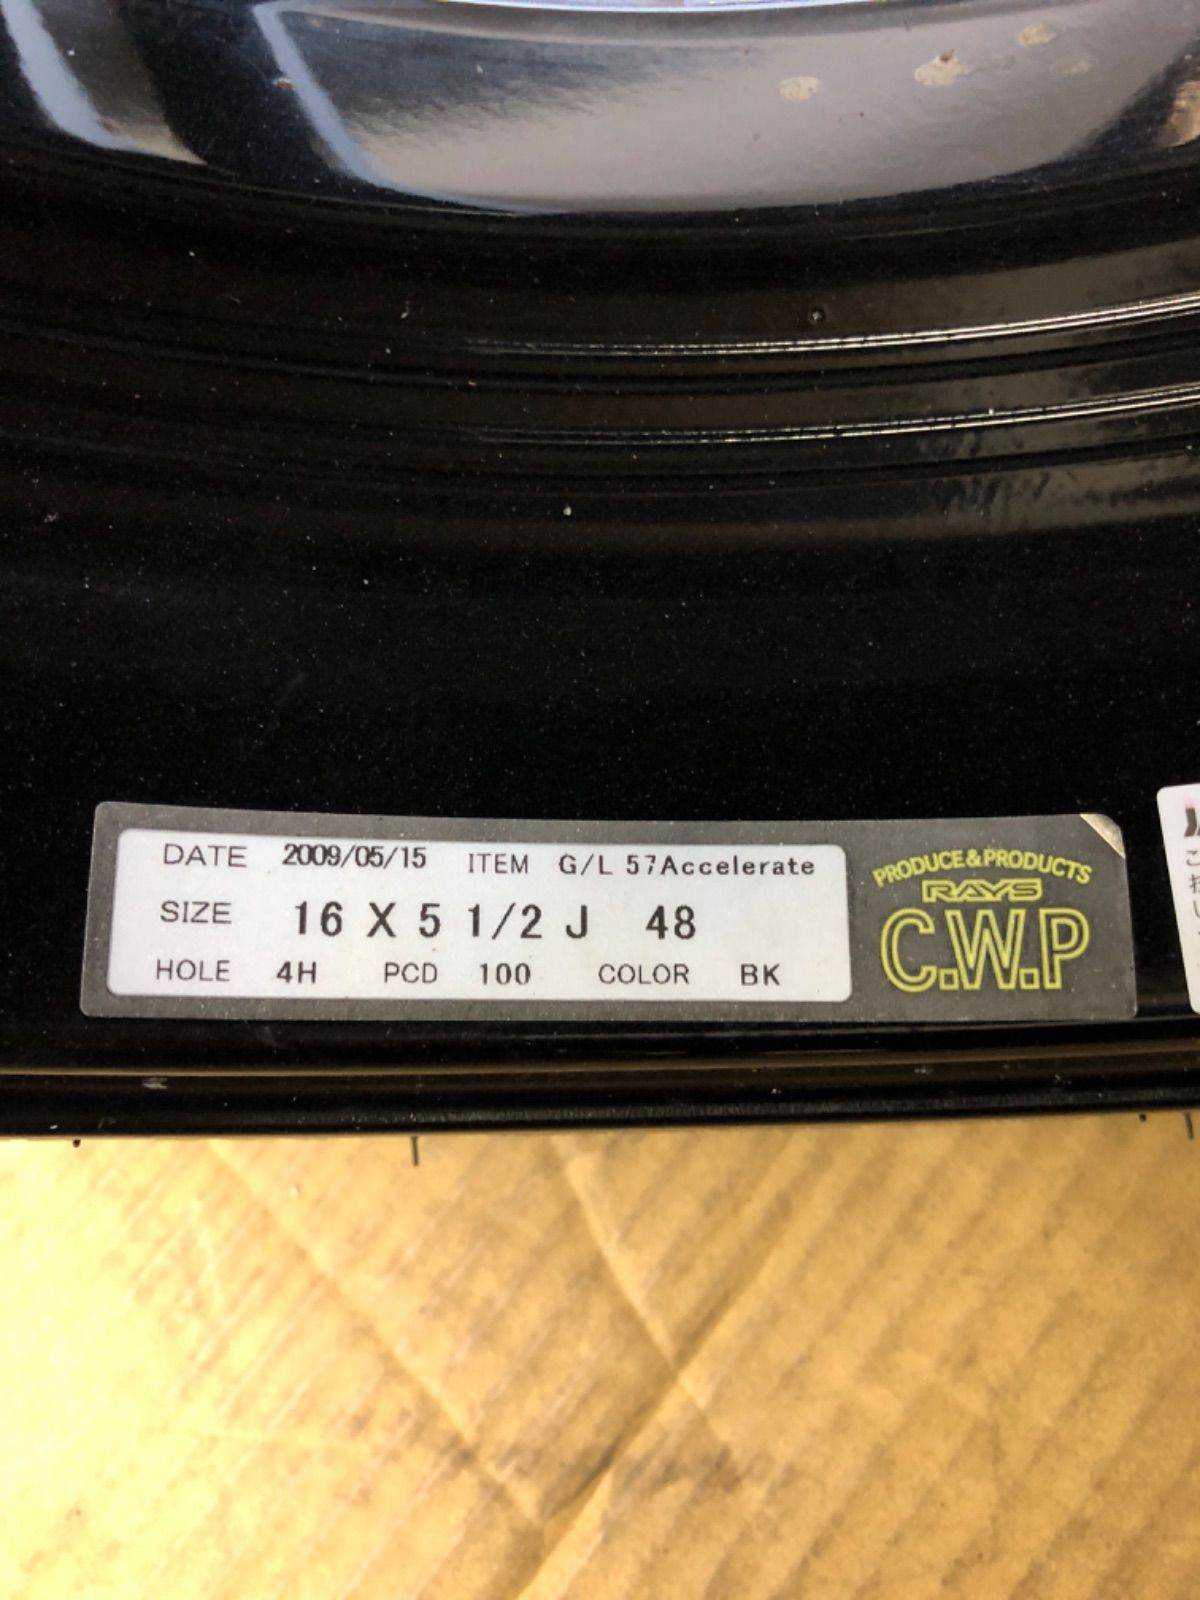 DATE 2009/05/15 ITEM G/L 57Accelerate
SIZE 16 X 5 1/2 J 48
HOLE 4H PCD 100 COLOR BK
PRODUCE&PRODUCTS
RAYS
C.W.P